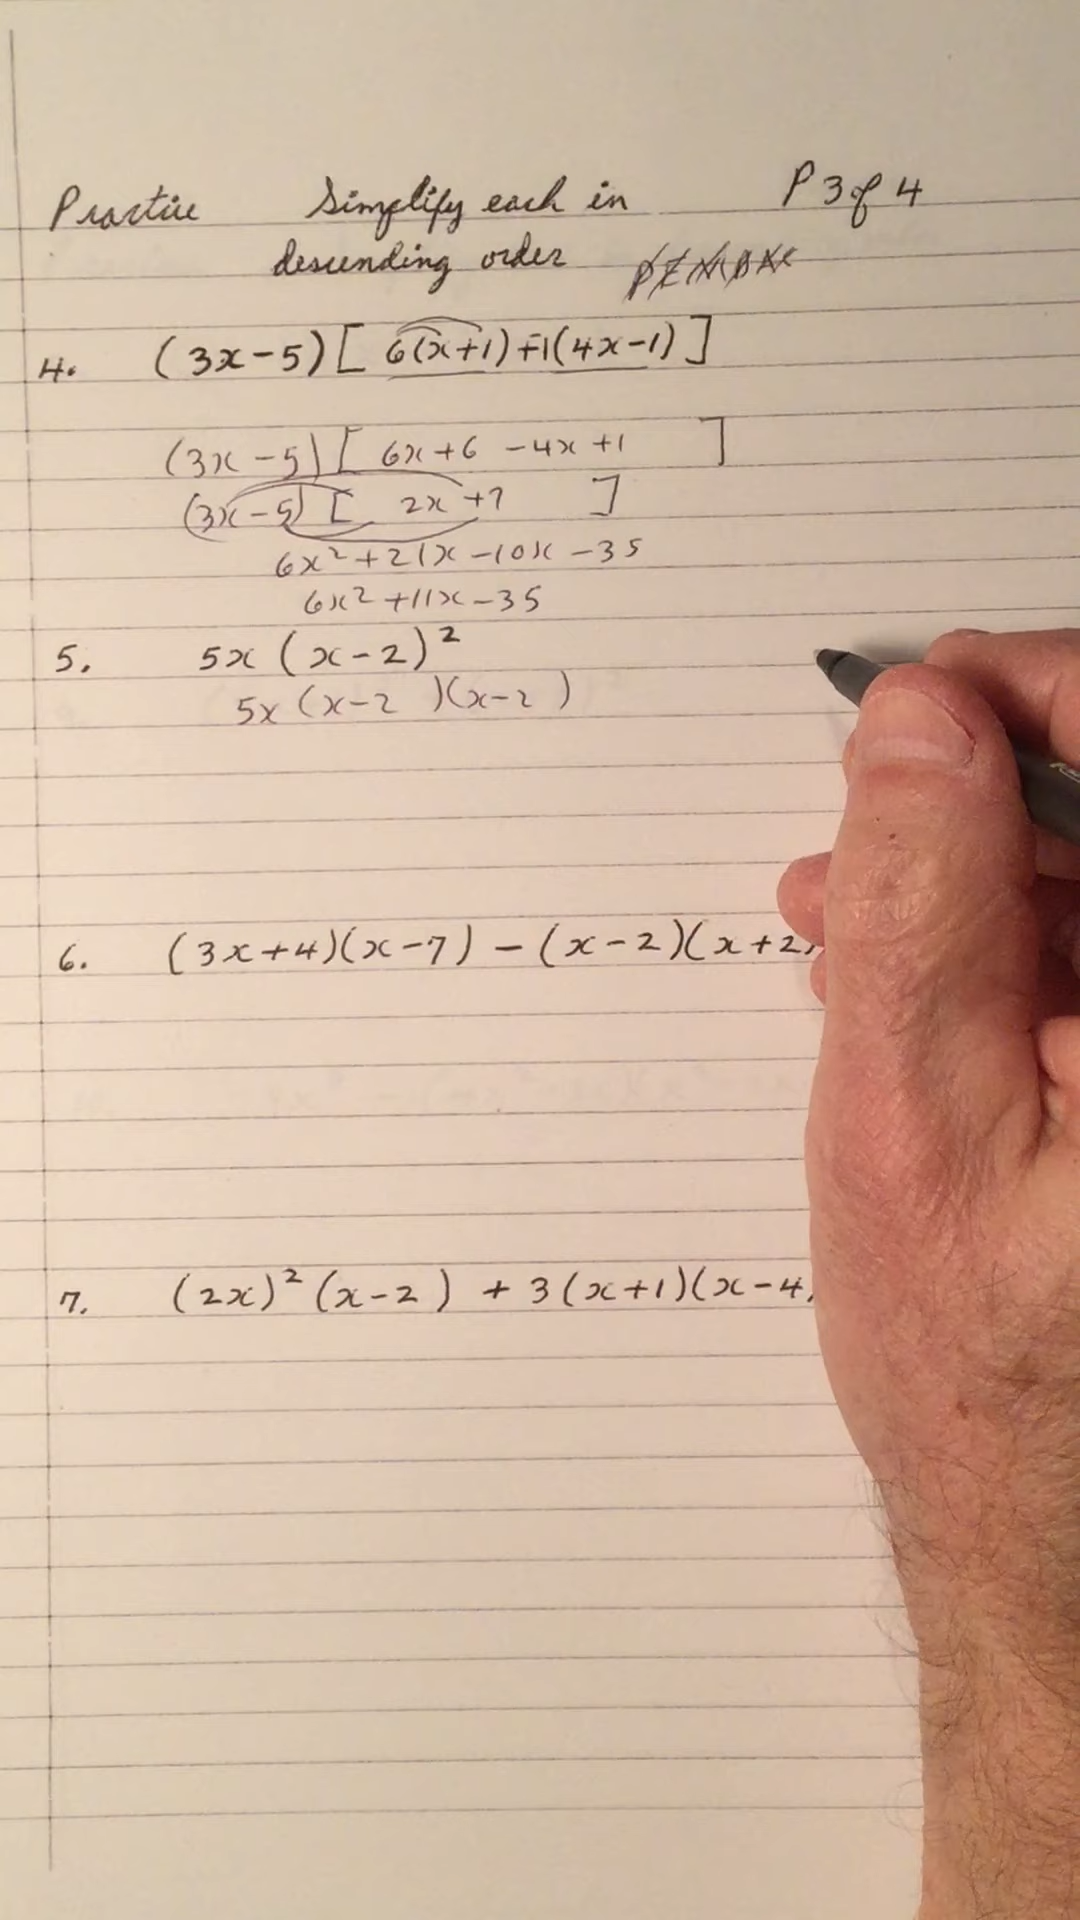 Practice Simplify each in P 3 of 4
descending order
4. (3x-5)[ 6(x+1)-1(4x-1) ]
(3x-5)[ 6x+6 -4x+1 ]
(3x-5)[ 2x+7 ]
6x²+21x-10x-35
6x²+11x-35
5. 5x(x-2)²
5x(x-2)(x-2)
6. (3x+4)(x-7) - (x-2)(x+2)
7. (2x)²(x-2) + 3(x+1)(x-4)